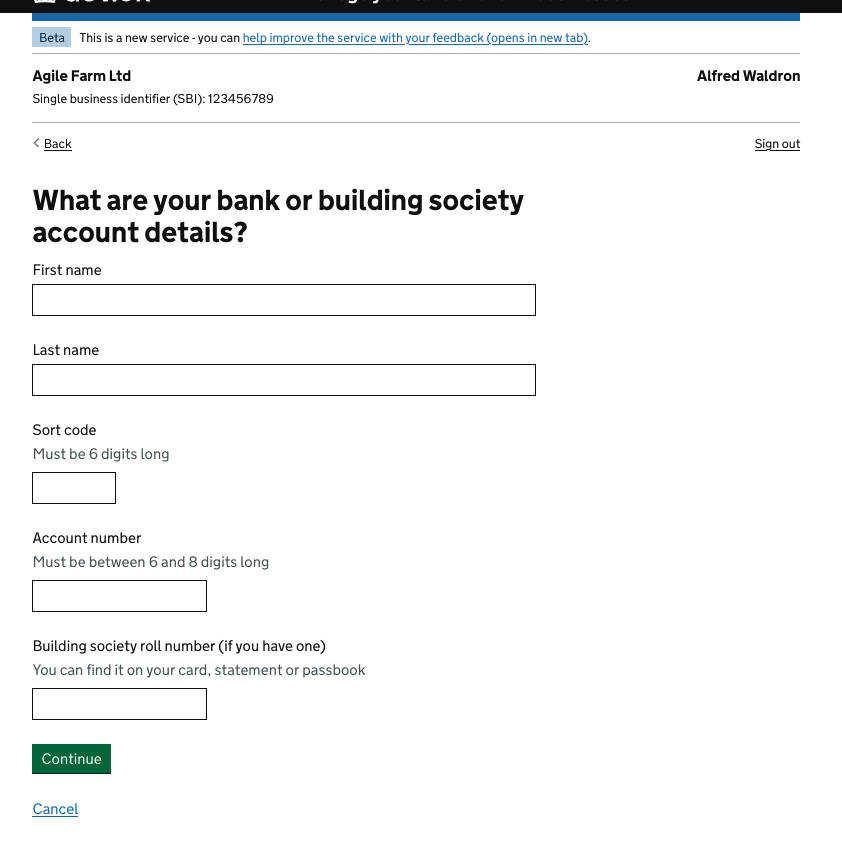 Beta This is a new service - you can help improve the service with your feedback (opens in new tab).
Agile Farm Ltd Alfred Waldron
Single business identifier (SBI): 123456789
Back Sign out
What are your bank or building society
account details?
First name
Last name
Sort code
Must be 6 digits long
Account number
Must be between 6 and 8 digits long
Building society roll number (if you have one)
You can find it on your card, statement or passbook
Continue
Cancel